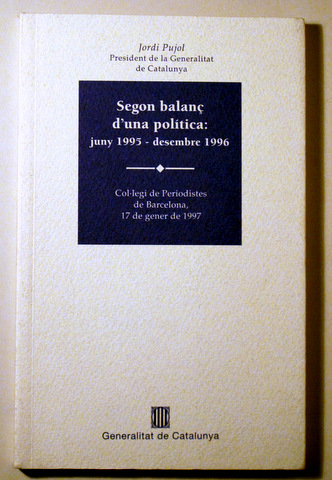 Jordi Pujol
President de la Generalitat
de Catalunya
Segon balanç
d'una política:
juny 1995 - desembre 1996
Col·legi de Periodistes
de Barcelona,
17 de gener de 1997
Generalitat de Catalunya